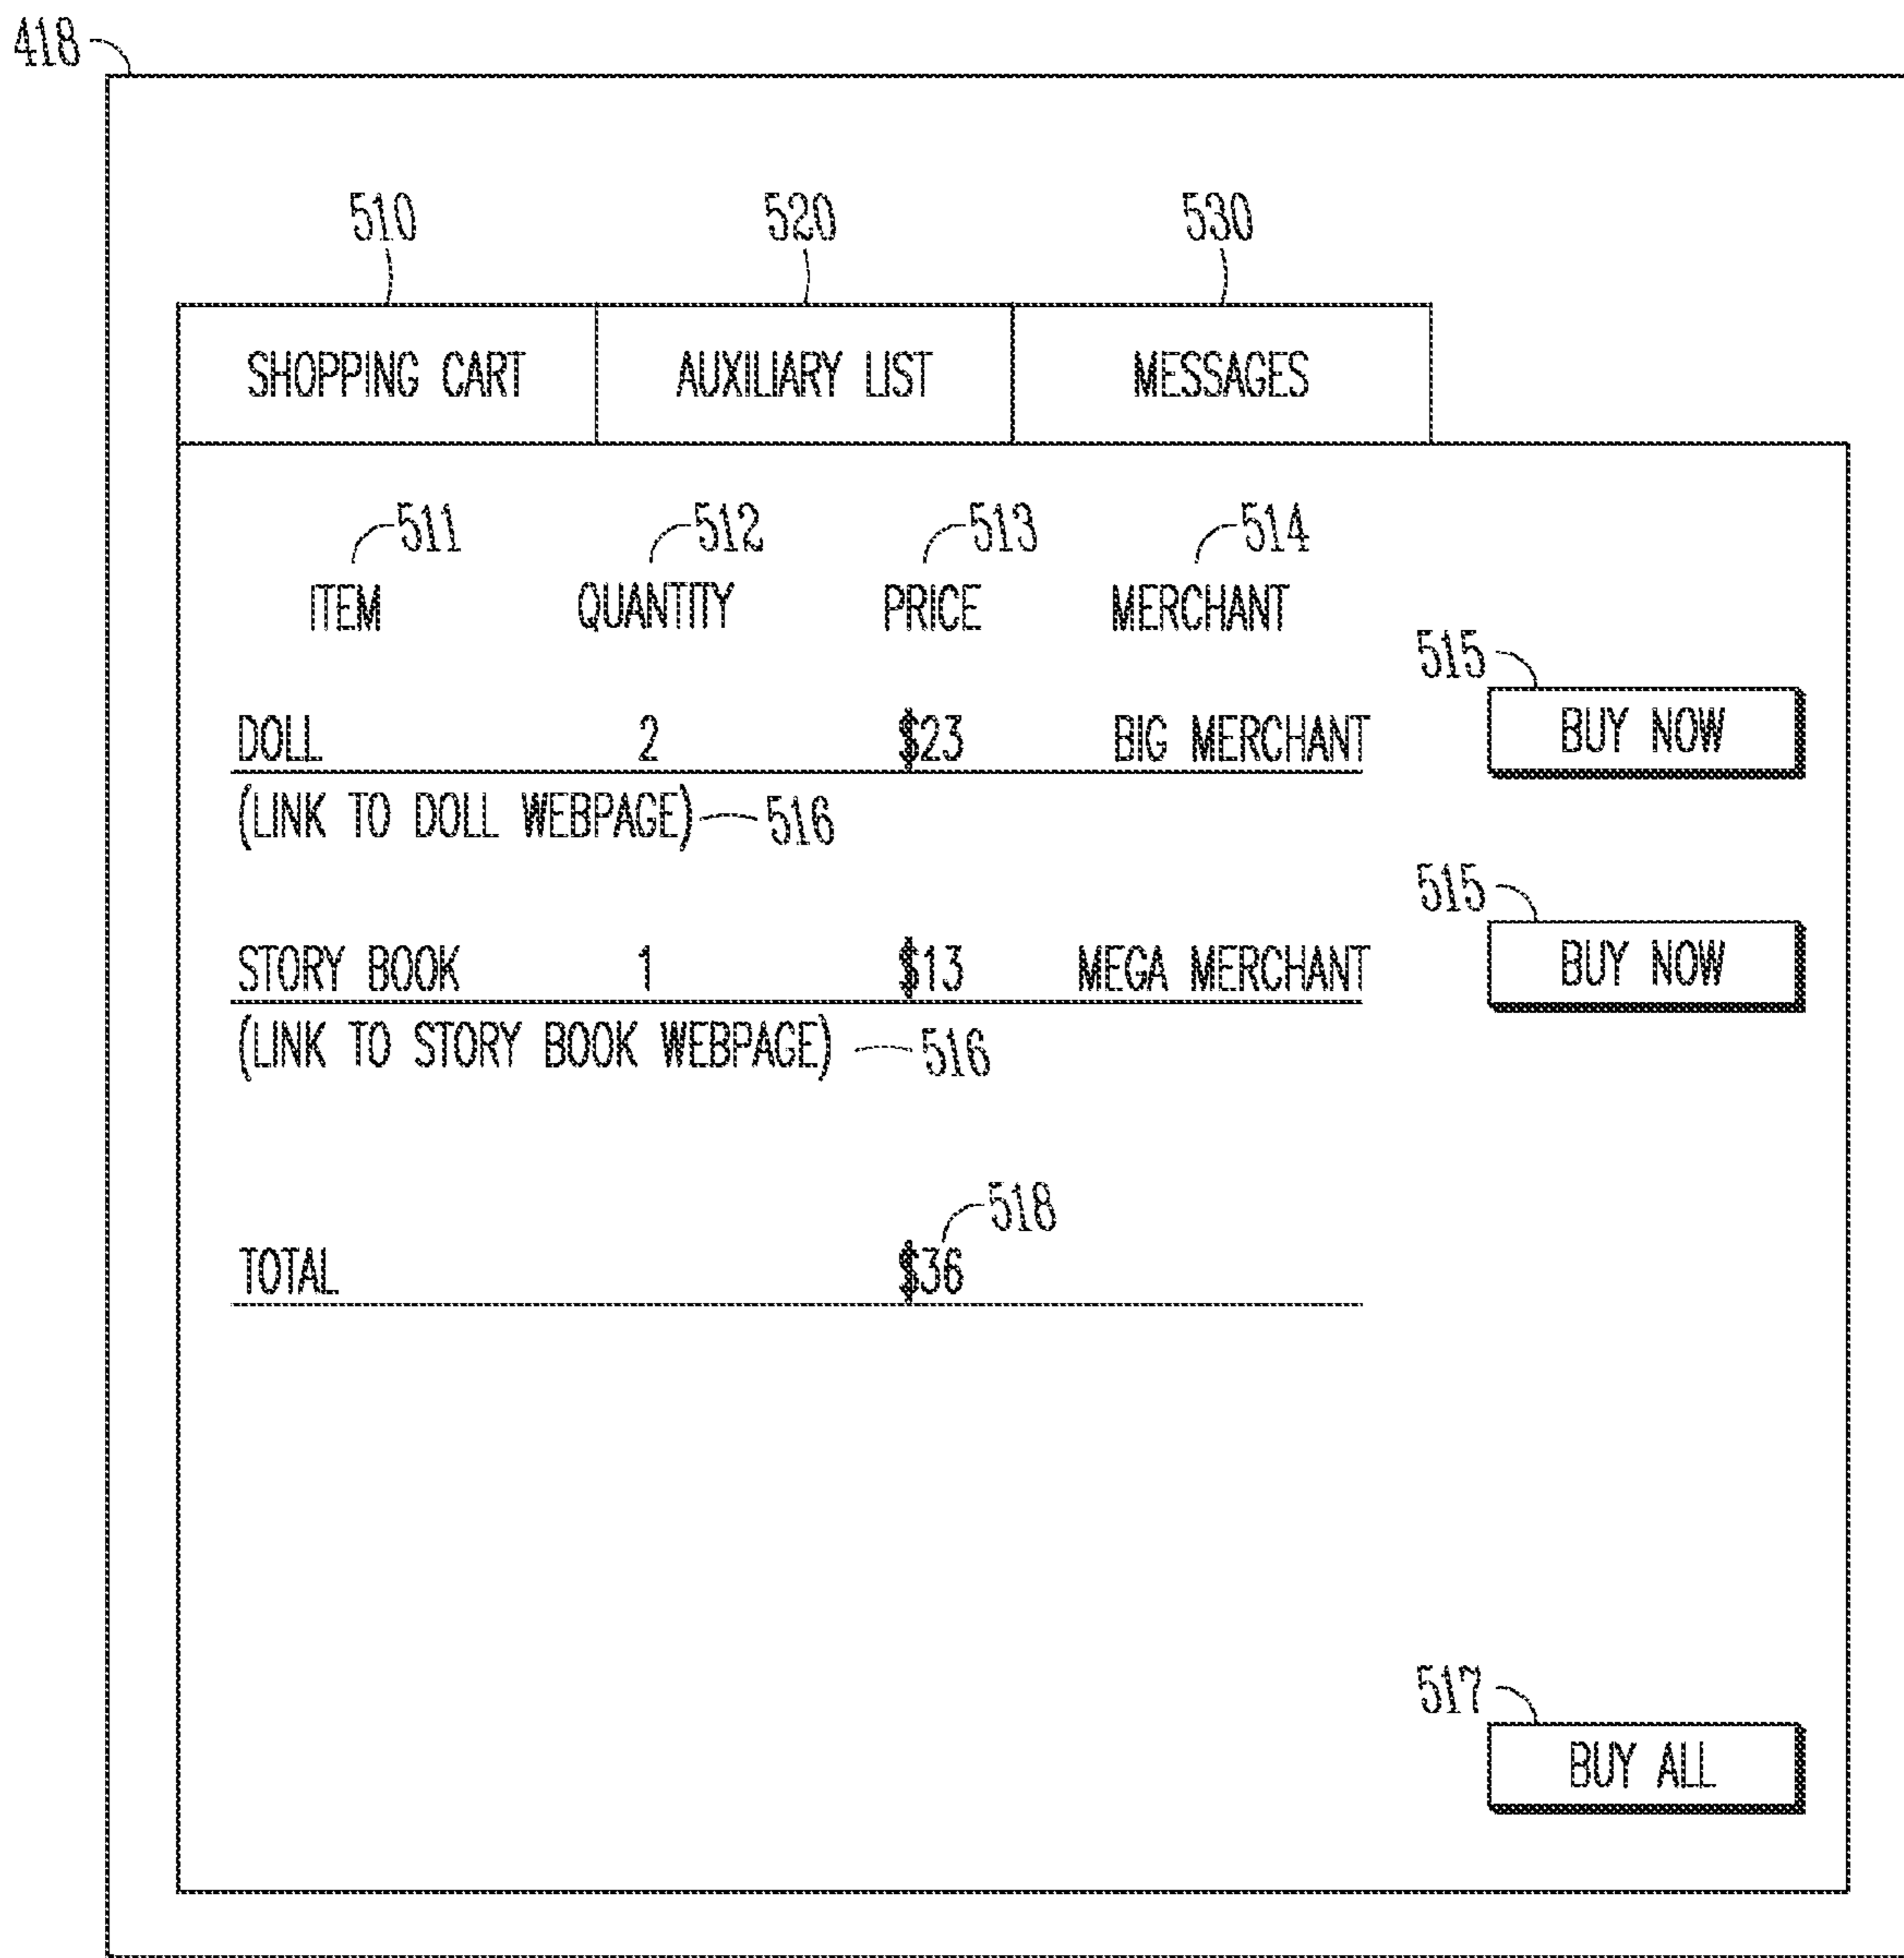 418
510 520 530
SHOPPING CART AUXILIARY LIST MESSAGES
511 512 513 514
ITEM QUANTITY PRICE MERCHANT
515
DOLL 2 $23 BIG MERCHANT BUY NOW
(LINK TO DOLL WEBPAGE) 516
515
STORY BOOK 1 $13 MEGA MERCHANT BUY NOW
(LINK TO STORY BOOK WEBPAGE) 516
518
TOTAL $36
517
BUY ALL